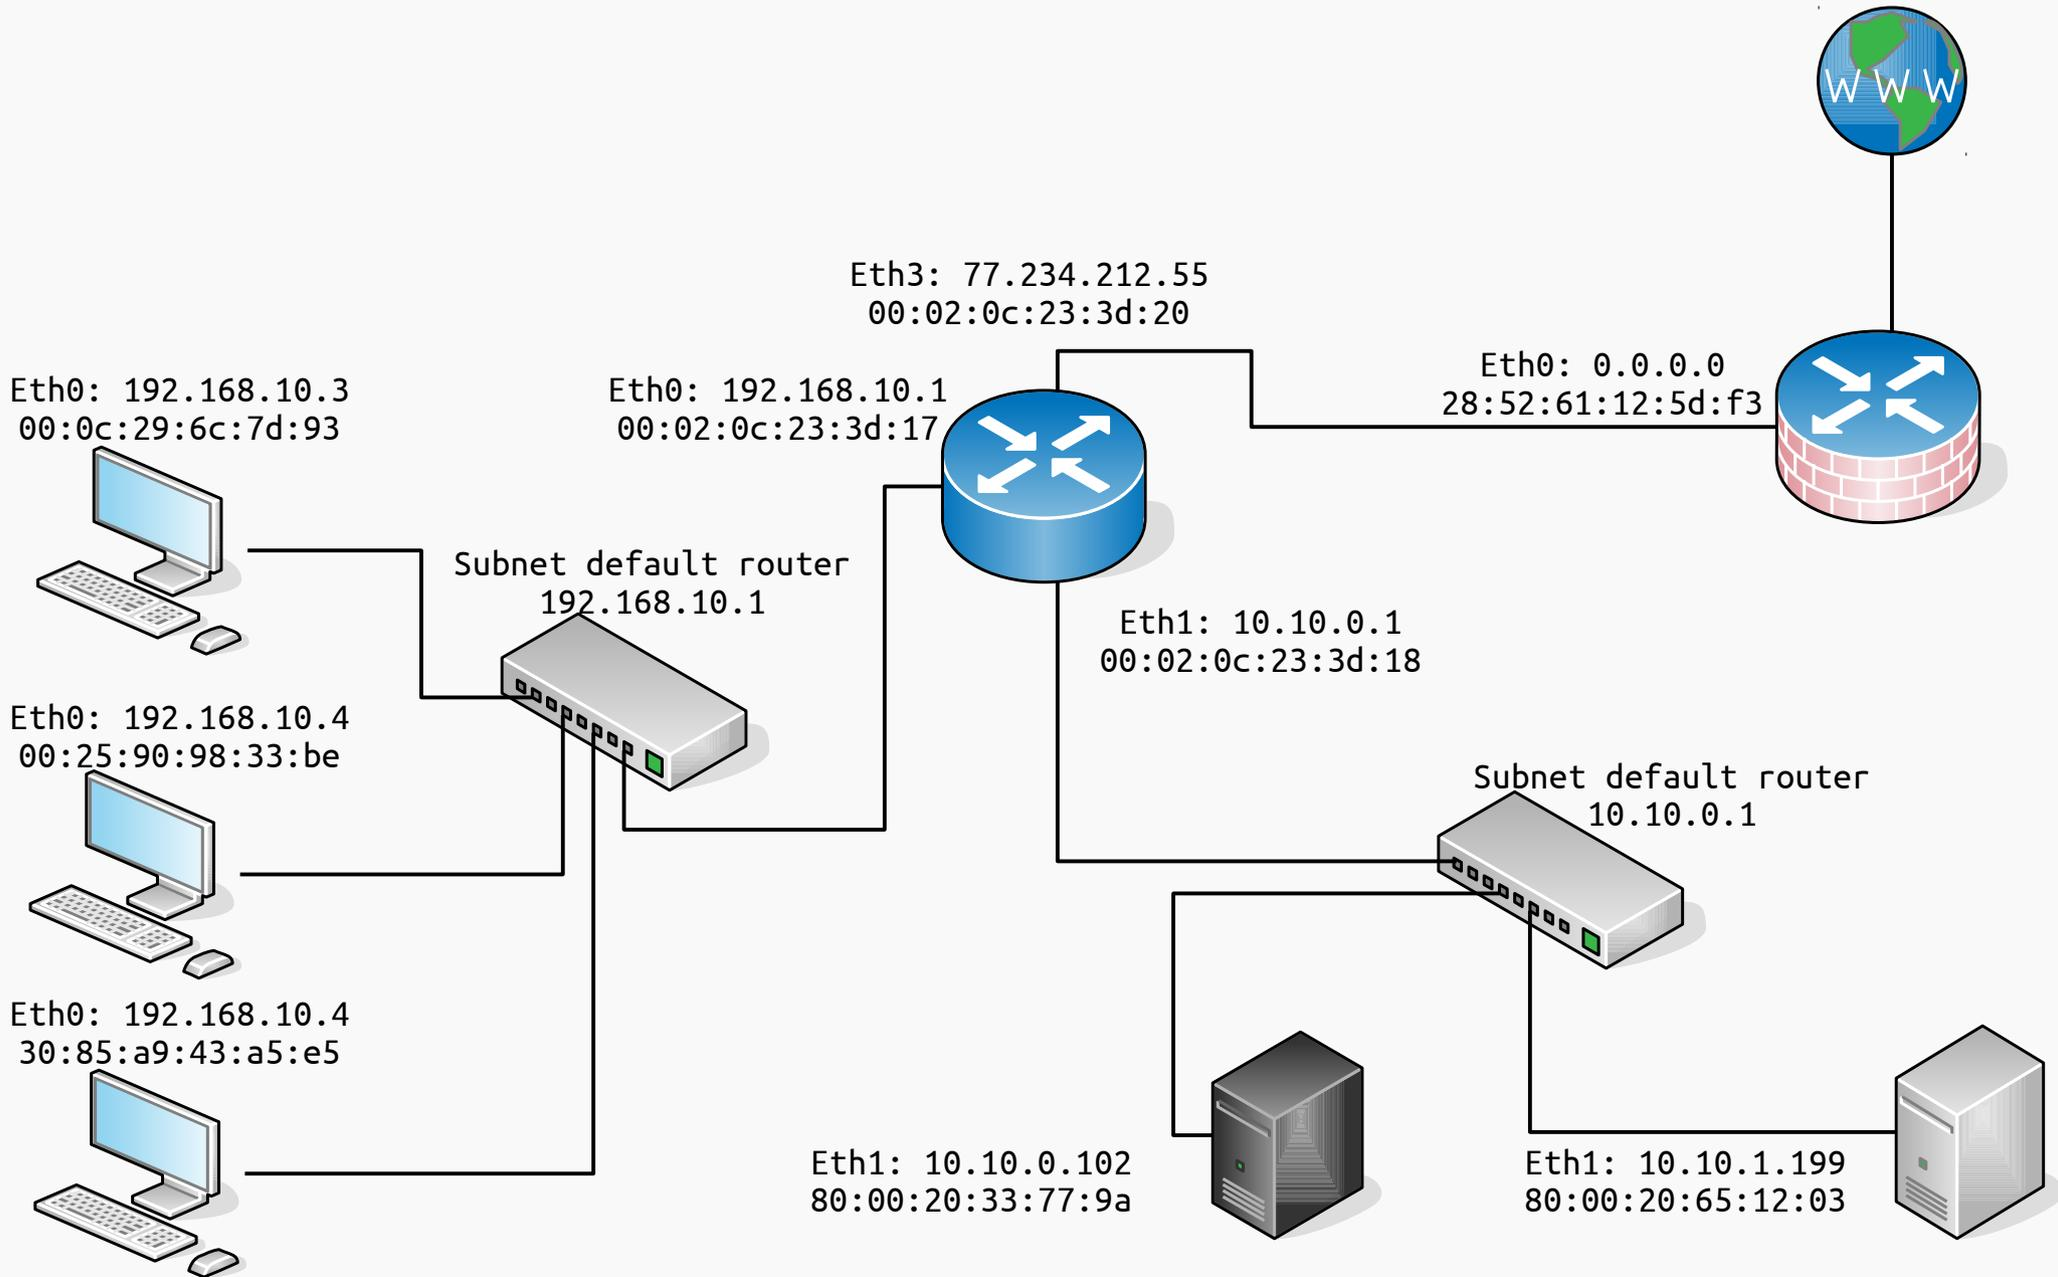 W W W
Eth3: 77.234.212.55
00:02:0c:23:3d:20
Eth0: 0.0.0.0
28:52:61:12:5d:f3
Eth0: 192.168.10.3
00:0c:29:6c:7d:93
Eth0: 192.168.10.1
00:02:0c:23:3d:17
Subnet default router
192.168.10.1
Eth1: 10.10.0.1
00:02:0c:23:3d:18
Eth0: 192.168.10.4
00:25:90:98:33:be
Subnet default router
10.10.0.1
Eth0: 192.168.10.4
30:85:a9:43:a5:e5
Eth1: 10.10.0.102
80:00:20:33:77:9a
Eth1: 10.10.1.199
80:00:20:65:12:03